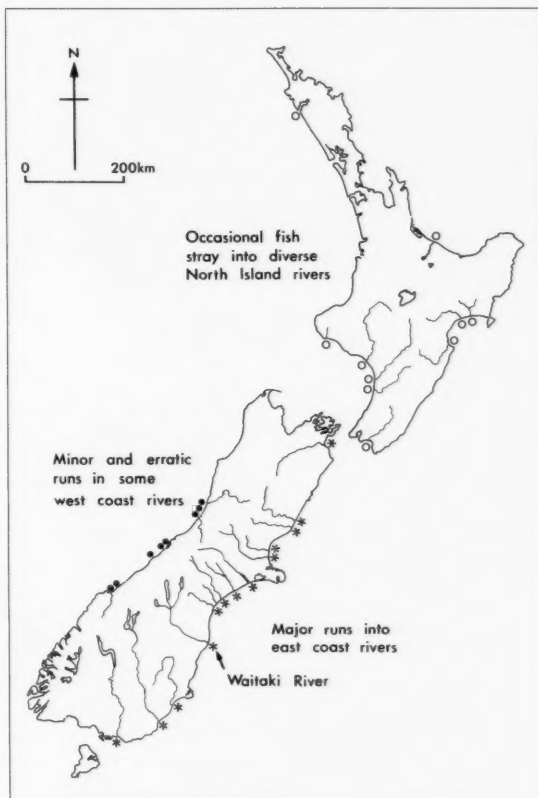 N
0 200km
Occasional fish
stray into diverse
North Island rivers
Minor and erratic
runs in some
west coast rivers
Major runs into
east coast rivers
Waitaki River